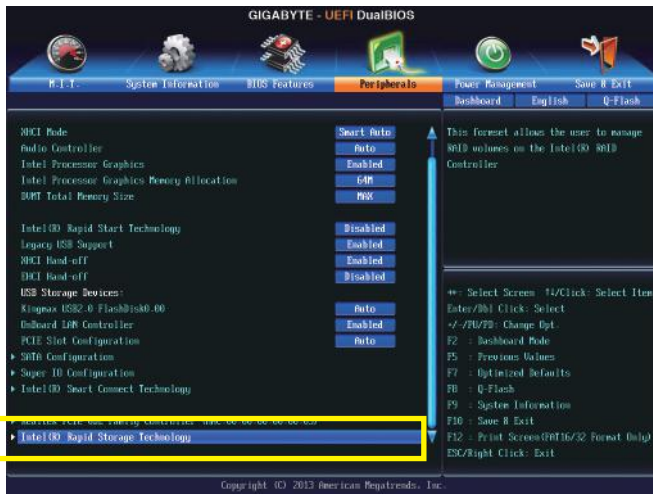 GIGABYTE - UEFI DualBIOS
M.I.T. System Information BIOS Features Peripherals Power Management Save & Exit
Dashboard English Q-Flash
XHCI Mode Smart Auto
Audio Controller Auto
Intel Processor Graphics Enabled
Intel Processor Graphics Memory Allocation 64M
DVMT Total Memory Size MAX
Intel(R) Rapid Start Technology Disabled
Legacy USB Support Enabled
XHCI Hand-off Enabled
EHCI Hand-off Disabled
USB Storage Devices:
Kingmax USB2.0 FlashDisk0.00 Auto
OnBoard LAN Controller Enabled
PCIE Slot Configuration Auto
SATA Configuration
Super IO Configuration
Intel(R) Smart Connect Technology
Realtek PCIe GBE Family Controller
Intel(R) Rapid Storage Technology
This formset allows the user to manage
RAID volumes on the Intel(R) RAID
Controller
↔: Select Screen ↑↓/Click: Select Item
Enter/Dbl Click: Select
+/-/PU/PD: Change Opt.
F2 : Dashboard Mode
F5 : Previous Values
F7 : Optimized Defaults
F8 : Q-Flash
F9 : System Information
F10 : Save & Exit
F12 : Print Screen(FAT16/32 Format Only)
ESC/Right Click: Exit
Copyright (C) 2013 American Megatrends, Inc.